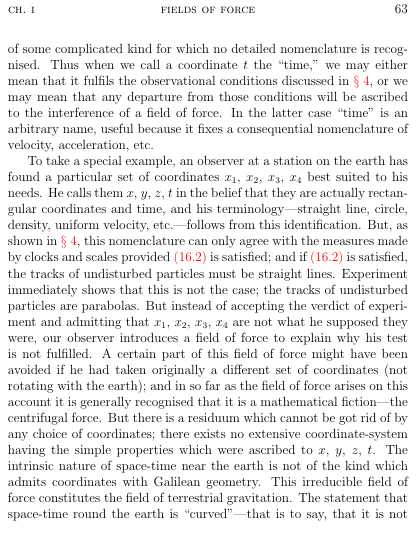 CH. I FIELDS OF FORCE 63
of some complicated kind for which no detailed nomenclature is recog-
nised. Thus when we call a coordinate t the “time,” we may either
mean that it fulfils the observational conditions discussed in § 4, or we
may mean that any departure from those conditions will be ascribed
to the interference of a field of force. In the latter case “time” is an
arbitrary name, useful because it fixes a consequential nomenclature of
velocity, acceleration, etc.
To take a special example, an observer at a station on the earth has
found a particular set of coordinates x₁, x₂, x₃, x₄ best suited to his
needs. He calls them x, y, z, t in the belief that they are actually rectan-
gular coordinates and time, and his terminology—straight line, circle,
density, uniform velocity, etc.—follows from this identification. But, as
shown in § 4, this nomenclature can only agree with the measures made
by clocks and scales provided (16.2) is satisfied; and if (16.2) is satisfied,
the tracks of undisturbed particles must be straight lines. Experiment
immediately shows that this is not the case; the tracks of undisturbed
particles are parabolas. But instead of accepting the verdict of experi-
ment and admitting that x₁, x₂, x₃, x₄ are not what he supposed they
were, our observer introduces a field of force to explain why his test
is not fulfilled. A certain part of this field of force might have been
avoided if he had taken originally a different set of coordinates (not
rotating with the earth); and in so far as the field of force arises on this
account it is generally recognised that it is a mathematical fiction—the
centrifugal force. But there is a residuum which cannot be got rid of by
any choice of coordinates; there exists no extensive coordinate-system
having the simple properties which were ascribed to x, y, z, t. The
intrinsic nature of space-time near the earth is not of the kind which
admits coordinates with Galilean geometry. This irreducible field of
force constitutes the field of terrestrial gravitation. The statement that
space-time round the earth is “curved”—that is to say, that it is not